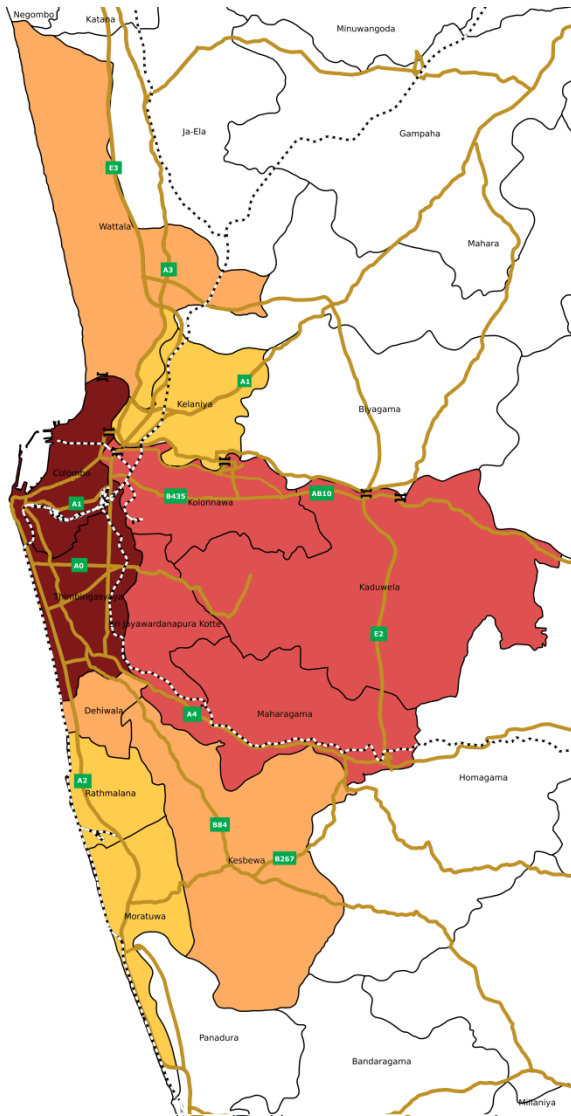 Negombo
Katana
Minuwangoda
Ja-Ela
Gampaha
E3
Wattala
Mahara
A3
A1
Kelaniya
Biyagama
Colombo
B435
AB10
A1
Kolonnawa
A0
Kaduwela
Thimbirigasyaya
Sri Jayawardanapura Kotte
E2
Dehiwala
A4
Maharagama
A2
Homagama
Rathmalana
B84
Kesbewa
B267
Moratuwa
Panadura
Bandaragama
Millaniya